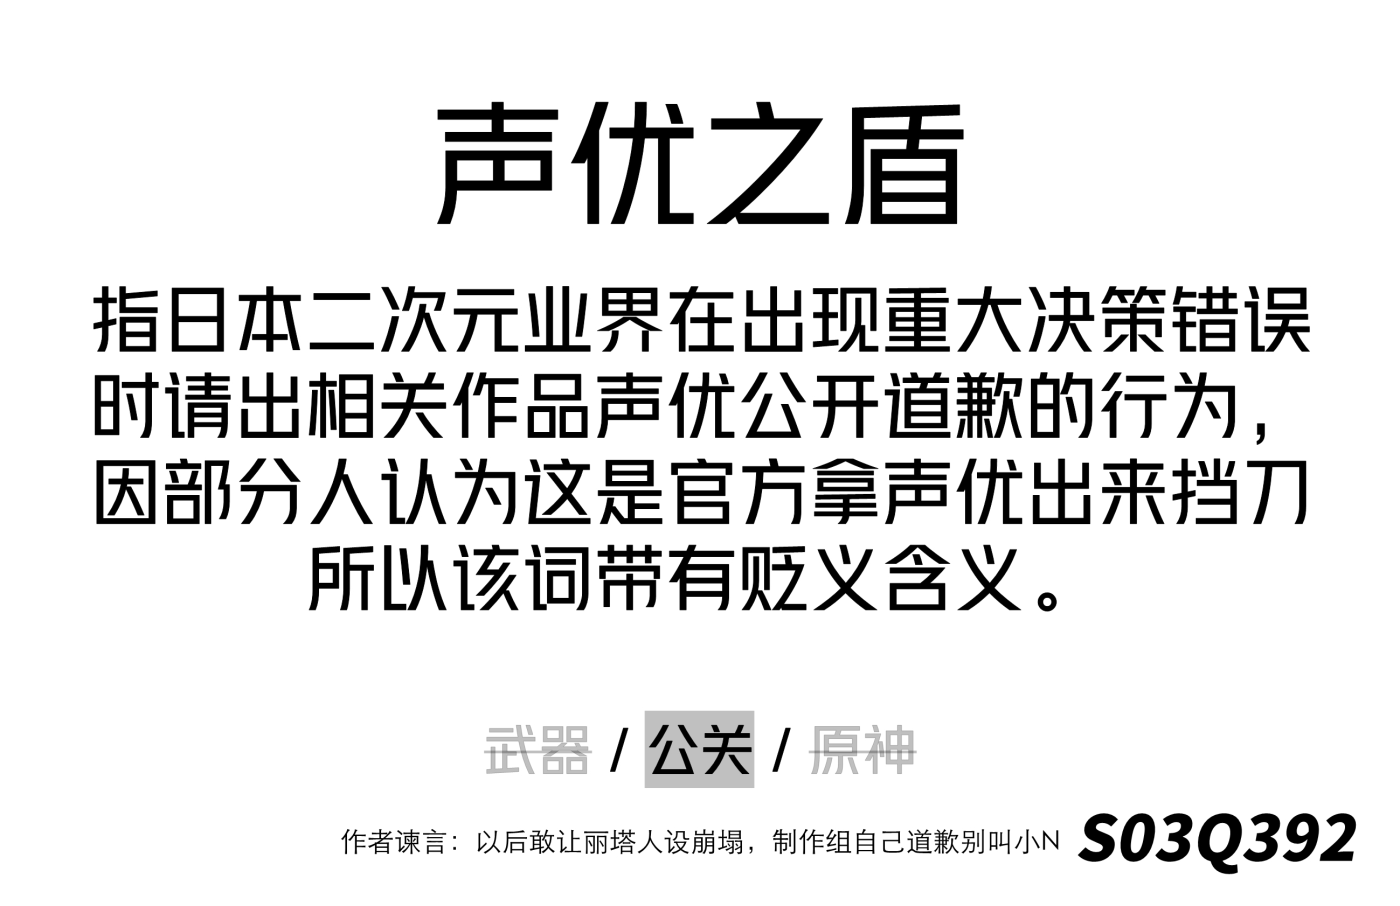 声优之盾
指日本二次元业界在出现重大决策错误
时请出相关作品声优公开道歉的行为，
因部分人认为这是官方拿声优出来挡刀
所以该词带有贬义含义。
武器 / 公关 / 原神
作者谏言：以后敢让丽塔人设崩塌，制作组自己道歉别叫小N
S03Q392